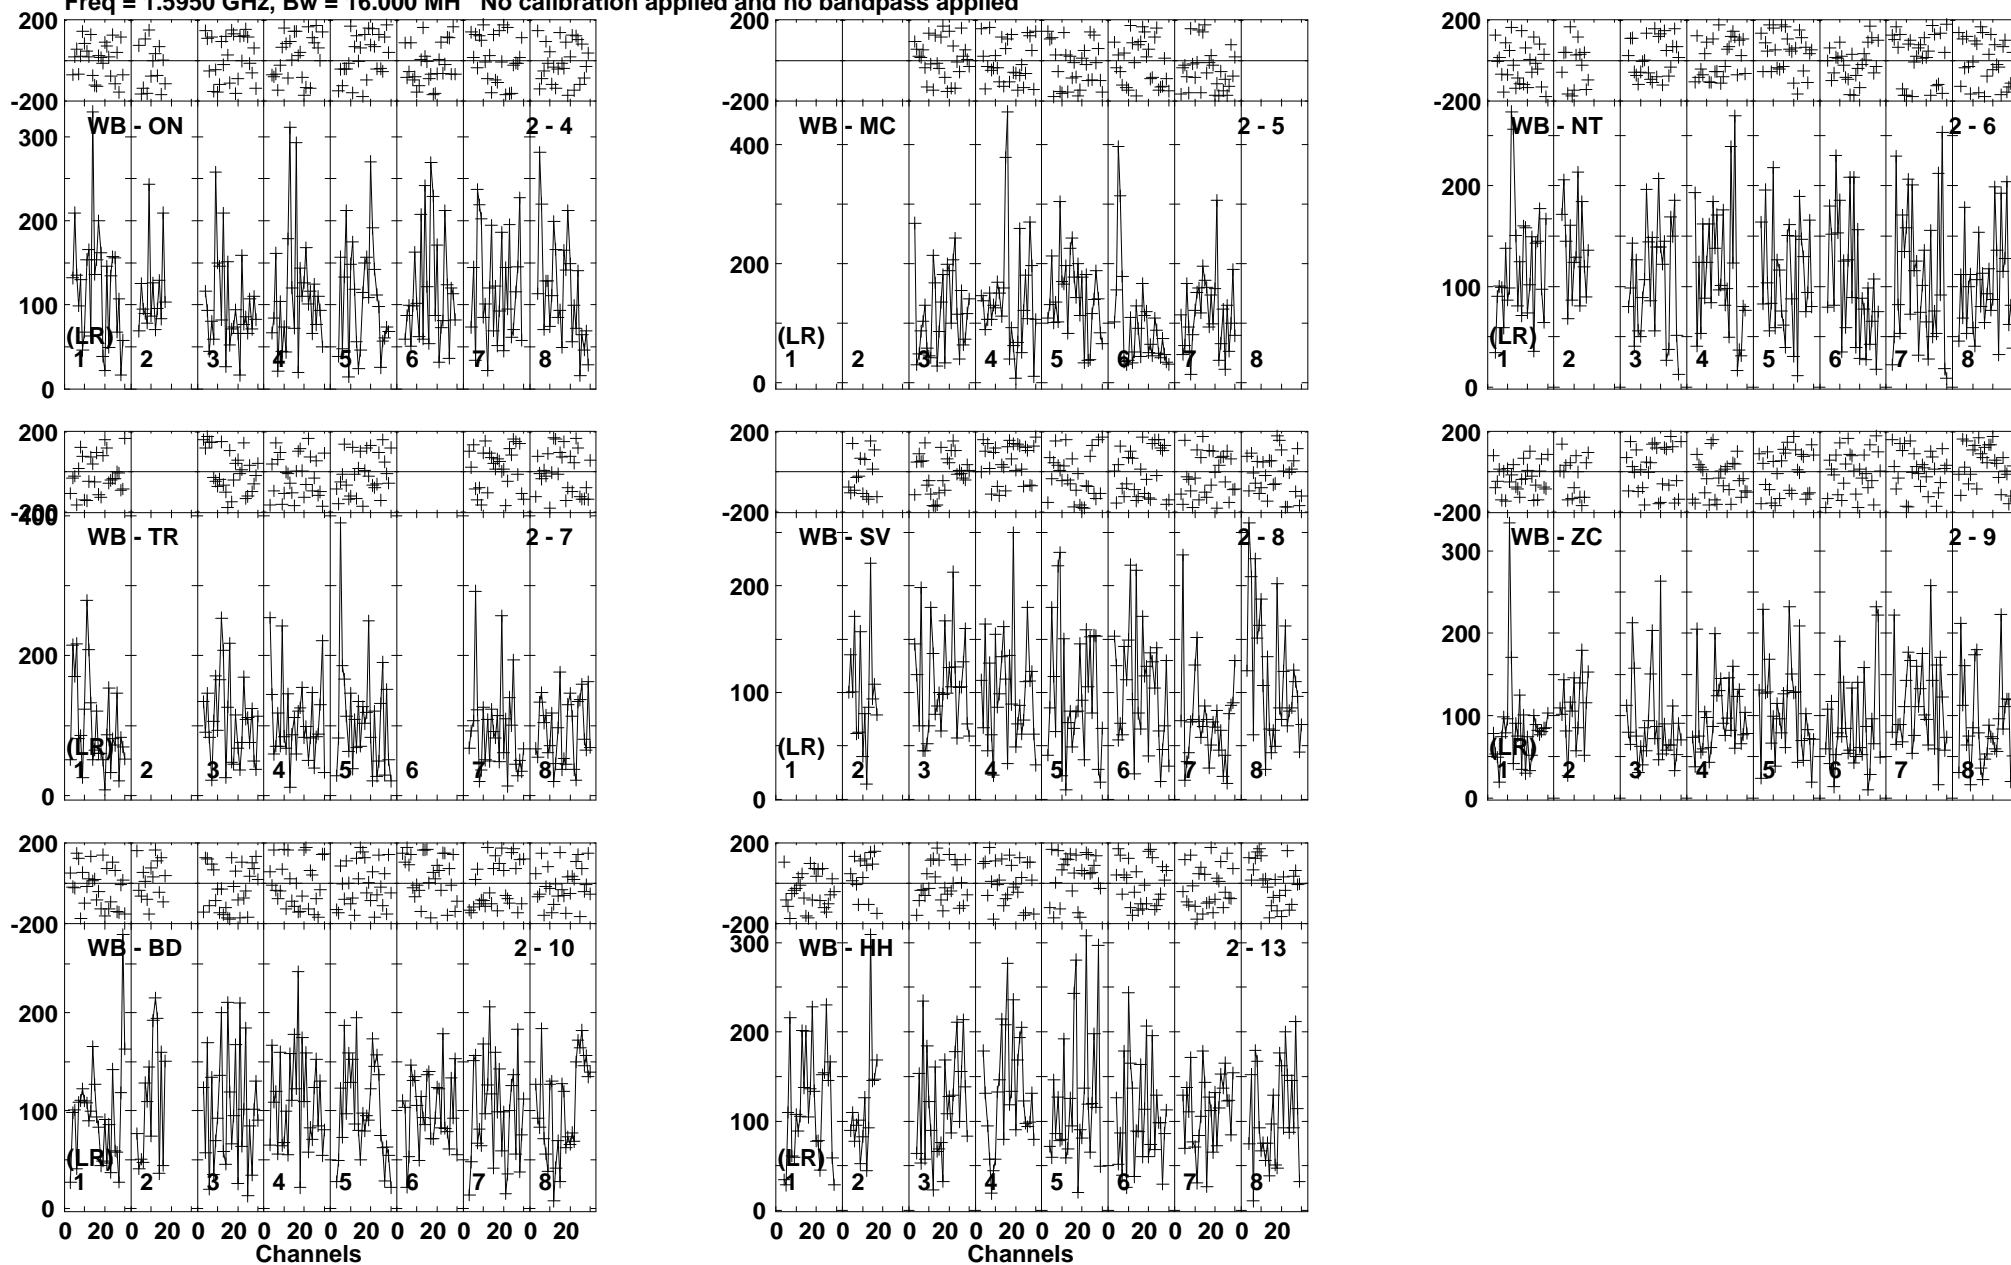 Freq = 1.5950 GHz, Bw = 16.000 MH No calibration applied and no bandpass applied
200 200 200
-200 -200 -200
WB - ON 2 - 4 WB - MC 2 - 5 WB - NT 2 - 6
300 400 200
200 200 100
100
(LR) (LR) (LR)
1 2 3 4 5 6 7 8 1 2 3 4 5 6 7 8 1 2 3 4 5 6 7 8
0 0 0
200 200 200
-200 -200 -200
400
WB - TR 2 - 7 WB - SV 2 - 8 WB - ZC 2 - 9
200 200 300
100 200
100
(LR) (LR) (LR)
1 2 3 4 5 6 7 8 1 2 3 4 5 6 7 8 1 2 3 4 5 6 7 8
0 0 0
200 200
-200 -200
WB - BD 2 - 10 WB - HH 2 - 13
200 300
100 200
100
(LR) (LR)
1 2 3 4 5 6 7 8 1 2 3 4 5 6 7 8
0 0
0 20 0 20 0 20 0 20 0 20 0 20 0 20 0 20 0 20 0 20 0 20 0 20 0 20 0 20 0 20 0 20
Channels Channels